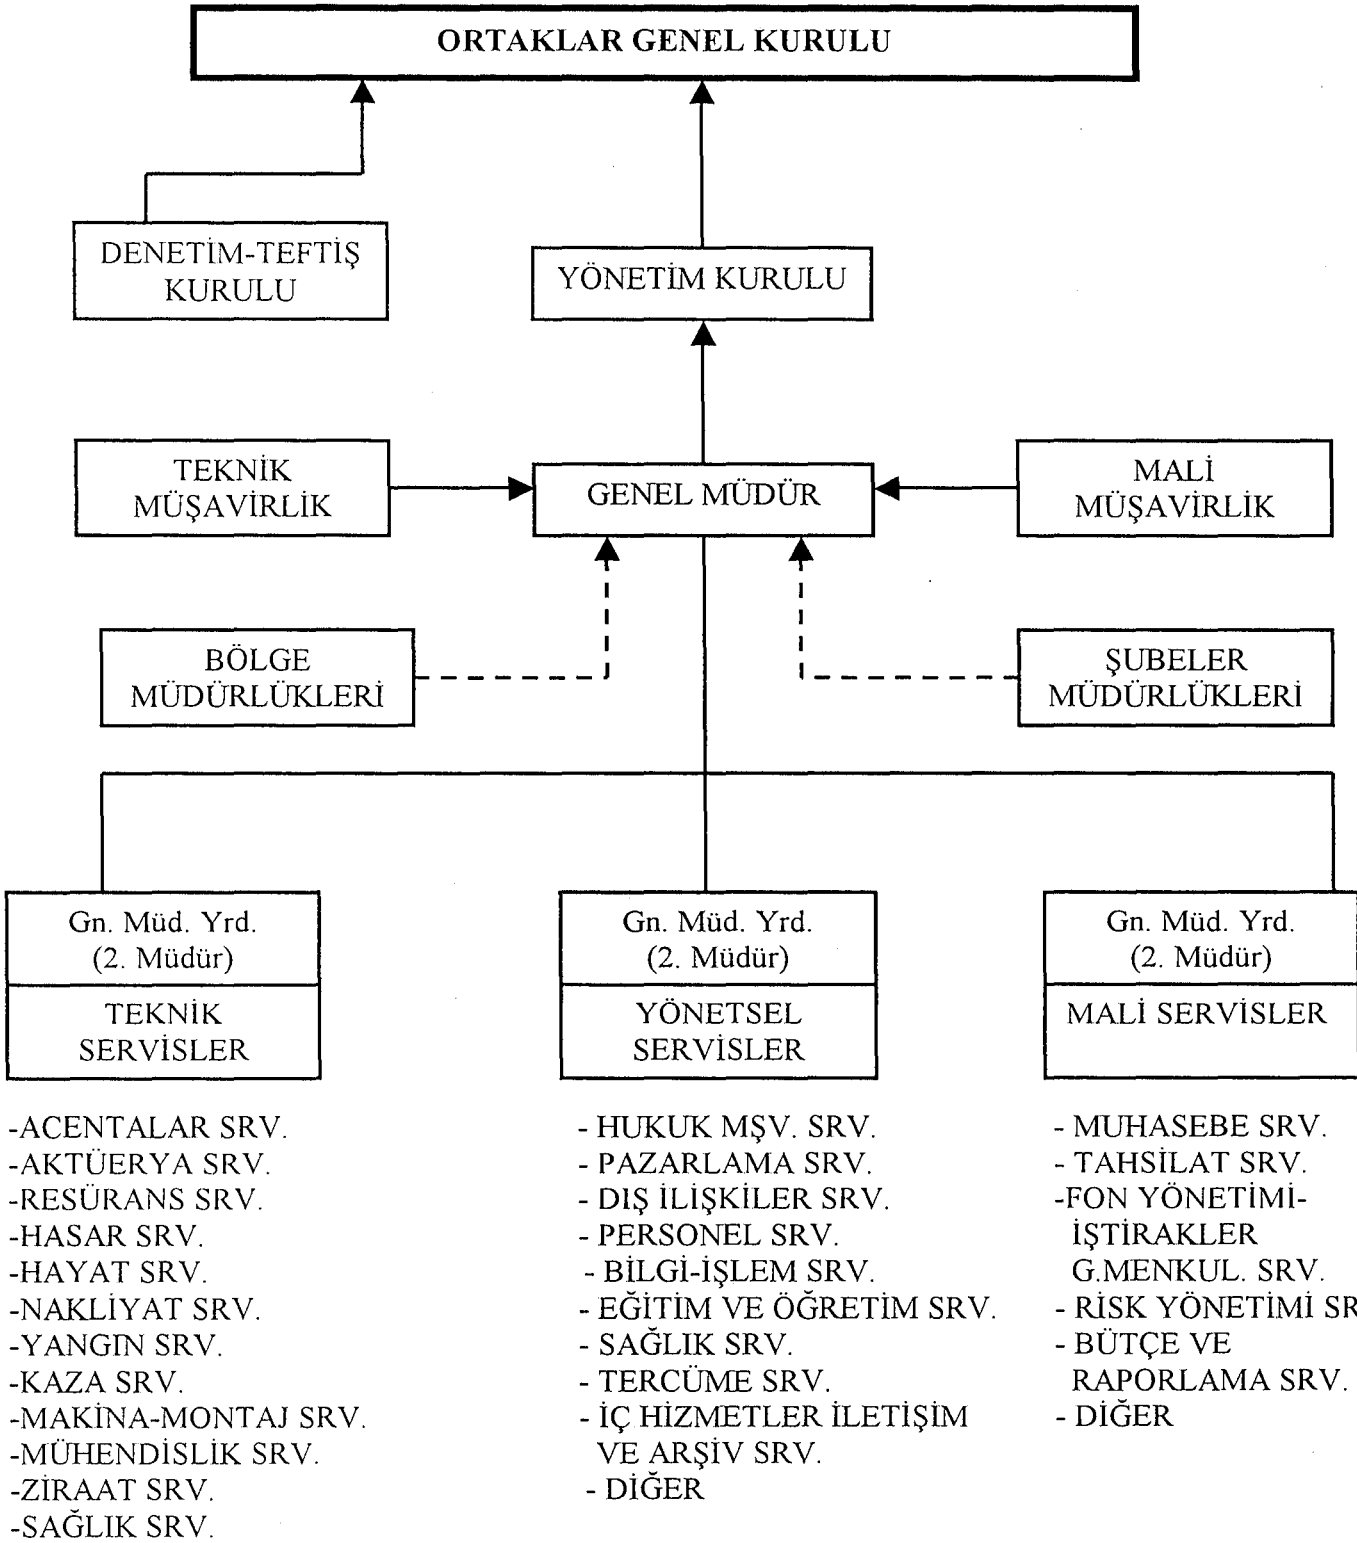 ORTAKLAR GENEL KURULU
DENETİM-TEFTİŞ
KURULU
YÖNETİM KURULU
TEKNİK
MÜŞAVİRLİK
GENEL MÜDÜR
MALİ
MÜŞAVİRLİK
BÖLGE
MÜDÜRLÜKLERİ
ŞUBELER
MÜDÜRLÜKLERİ
Gn. Müd. Yrd.
(2. Müdür)
TEKNİK
SERVİSLER
-ACENTALAR SRV.
-AKTÜERYA SRV.
-RESÜRANS SRV.
-HASAR SRV.
-HAYAT SRV.
-NAKLİYAT SRV.
-YANGIN SRV.
-KAZA SRV.
-MAKİNA-MONTAJ SRV.
-MÜHENDİSLİK SRV.
-ZİRAAT SRV.
-SAĞLIK SRV.
Gn. Müd. Yrd.
(2. Müdür)
YÖNETSEL
SERVİSLER
- HUKUK MŞV. SRV.
- PAZARLAMA SRV.
- DIŞ İLİŞKİLER SRV.
- PERSONEL SRV.
- BİLGİ-İŞLEM SRV.
- EĞİTİM VE ÖĞRETİM SRV.
- SAĞLIK SRV.
- TERCÜME SRV.
- İÇ HİZMETLER İLETİŞİM
VE ARŞİV SRV.
- DİĞER
Gn. Müd. Yrd.
(2. Müdür)
MALİ SERVİSLER
- MUHASEBE SRV.
- TAHSİLAT SRV.
-FON YÖNETİMİ-
İŞTİRAKLER
G.MENKUL. SRV.
- RİSK YÖNETİMİ SR
- BÜTÇE VE
RAPORLAMA SRV.
- DİĞER